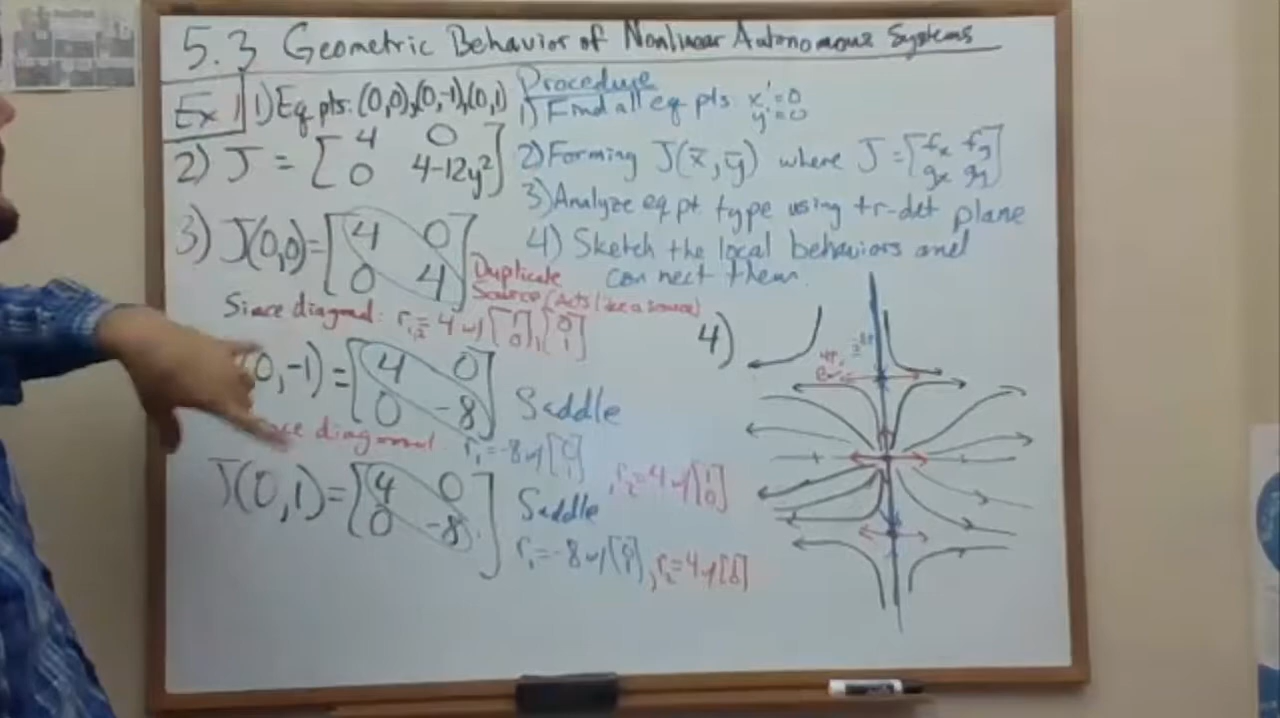 5.3 Geometric Behavior of Nonlinear Autonomous Systems
Ex 1
1) Eq pts: (0,0),(0,-1),(0,1)
2) J = [4 0
0 4-12y²]
3) J(0,0)= [4 0
0 4]
Duplicate
Source (Acts like a source)
Since diagonal: r₁,₂=4 w/ [1 0], [0 1]
(0,-1) = [4 0
0 -8]
Saddle
diagonal
r₁=-8 w/ [0 1]
, r₂=4 w/ [1 0]
J(0,1)= [4 0
0 -8]
Saddle
r₁=-8 w/ [0 1], r₂=4 w/ [1 0]
Procedure
1) Find all eq pts: x'=0
y'=0
2) Forming J(x̄,ȳ) where J = [fx fy
gx gy]
3) Analyze eq pt type using tr-det plane
4) Sketch the local behaviors and
connect them.
4)